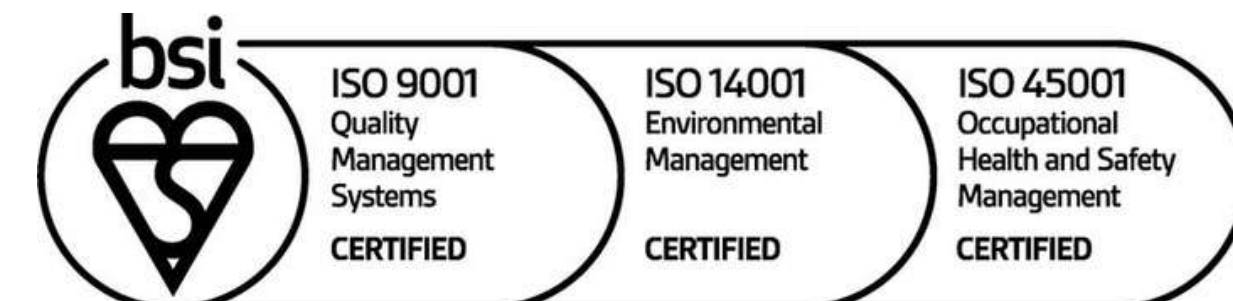 bsi
ISO 9001
Quality
Management
Systems
CERTIFIED
ISO 14001
Environmental
Management
CERTIFIED
ISO 45001
Occupational
Health and Safety
Management
CERTIFIED